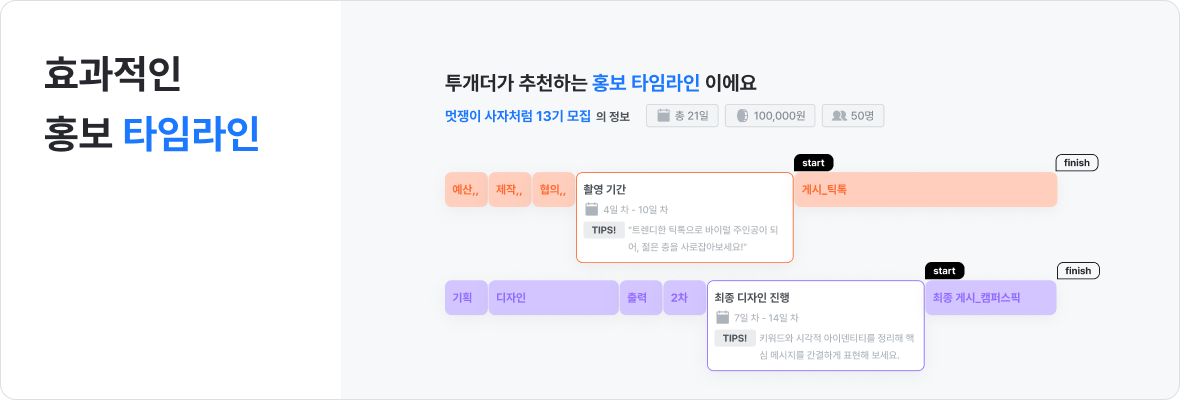 효과적인
홍보 타임라인
투개더가 추천하는 홍보 타임라인 이에요
멋쟁이 사자처럼 13기 모집 의 정보 총 21일 100,000원 50명
start finish
예산,, 제작,, 협의,, 촬영 기간 게시_틱톡
4일 차 - 10일 차
TIPS! "트렌디한 틱톡으로 바이럴 주인공이 되
어, 젊은 층을 사로잡아보세요!"
start finish
기획 디자인 출력 2차 최종 디자인 진행 최종 게시_캠퍼스픽
7일 차 - 14일 차
TIPS! 키워드와 시각적 아이덴티티를 정리해 핵
심 메시지를 간결하게 표현해 보세요.